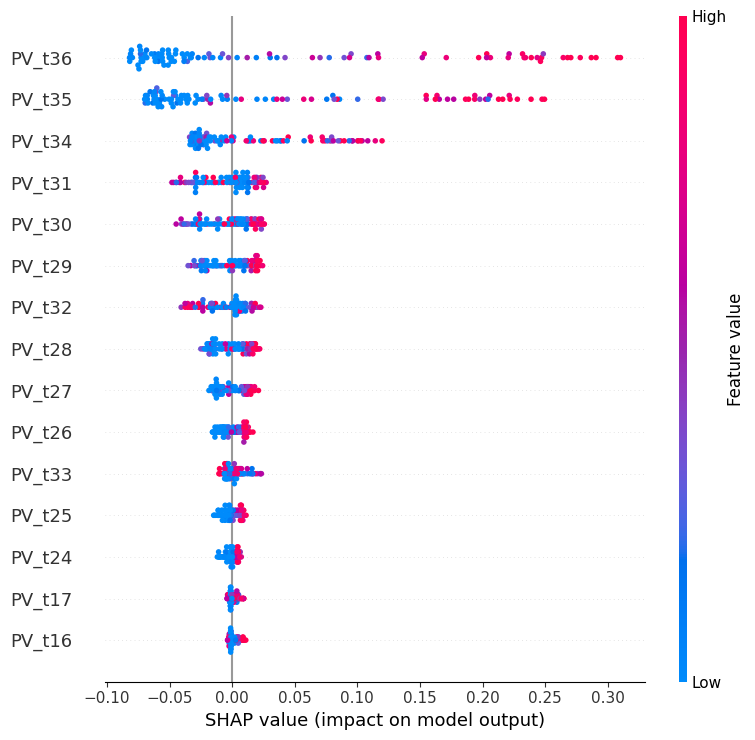 High
PV_t36
PV_t35
PV_t34
PV_t31
PV_t30
PV_t29
PV_t32
PV_t28
PV_t27
PV_t26
PV_t33
PV_t25
PV_t24
PV_t17
PV_t16
Feature value
Low
−0.10 −0.05 0.00 0.05 0.10 0.15 0.20 0.25 0.30
SHAP value (impact on model output)